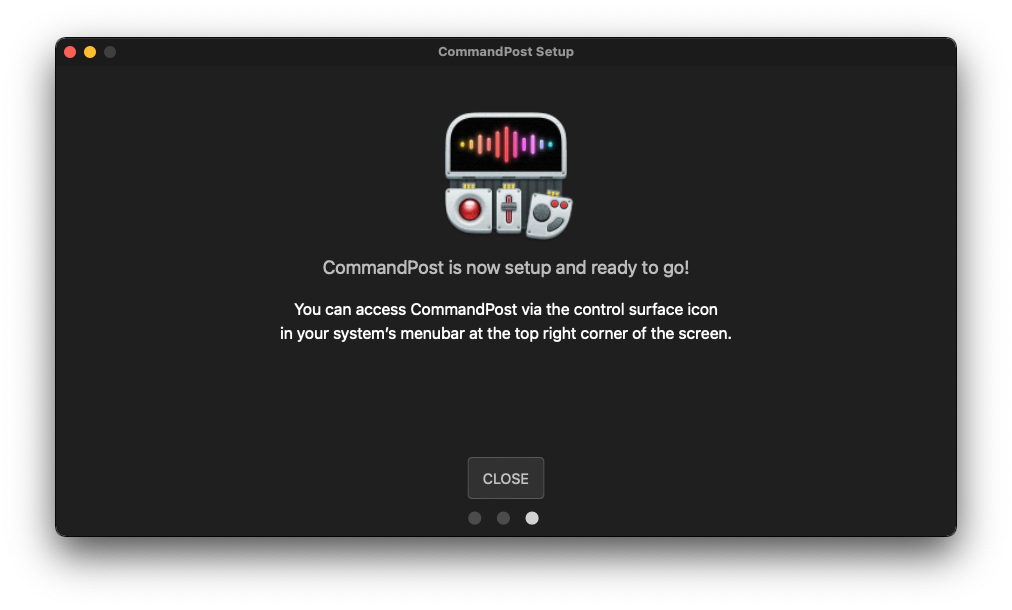 CommandPost Setup
CommandPost is now setup and ready to go!
You can access CommandPost via the control surface icon
in your system’s menubar at the top right corner of the screen.
CLOSE